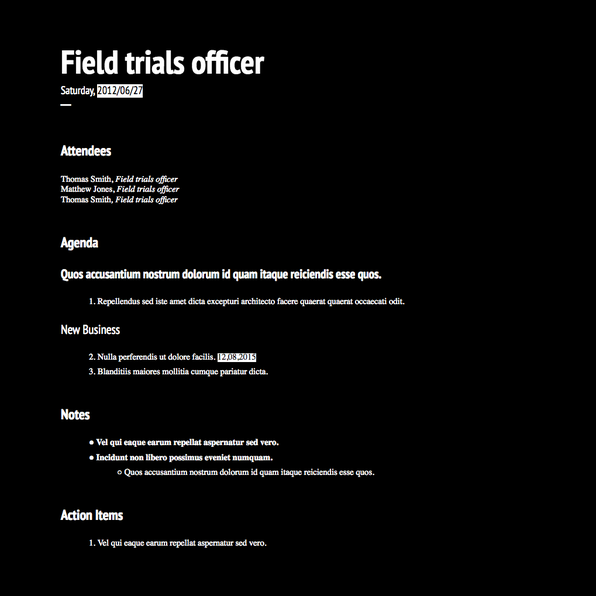 Field trials officer
Saturday, 2012/06/27
Attendees
Thomas Smith, Field trials officer
Matthew Jones, Field trials officer
Thomas Smith, Field trials officer
Agenda
Quos accusantium nostrum dolorum id quam itaque reiciendis esse quos.
1. Repellendus sed iste amet dicta excepturi architecto facere quaerat quaerat occaecati odit.
New Business
2. Nulla perferendis ut dolore facilis. 12,08,2015
3. Blanditiis maiores mollitia cumque pariatur dicta.
Notes
● Vel qui eaque earum repellat aspernatur sed vero.
● Incidunt non libero possimus eveniet numquam.
○ Quos accusantium nostrum dolorum id quam itaque reiciendis esse quos.
Action Items
1. Vel qui eaque earum repellat aspernatur sed vero.